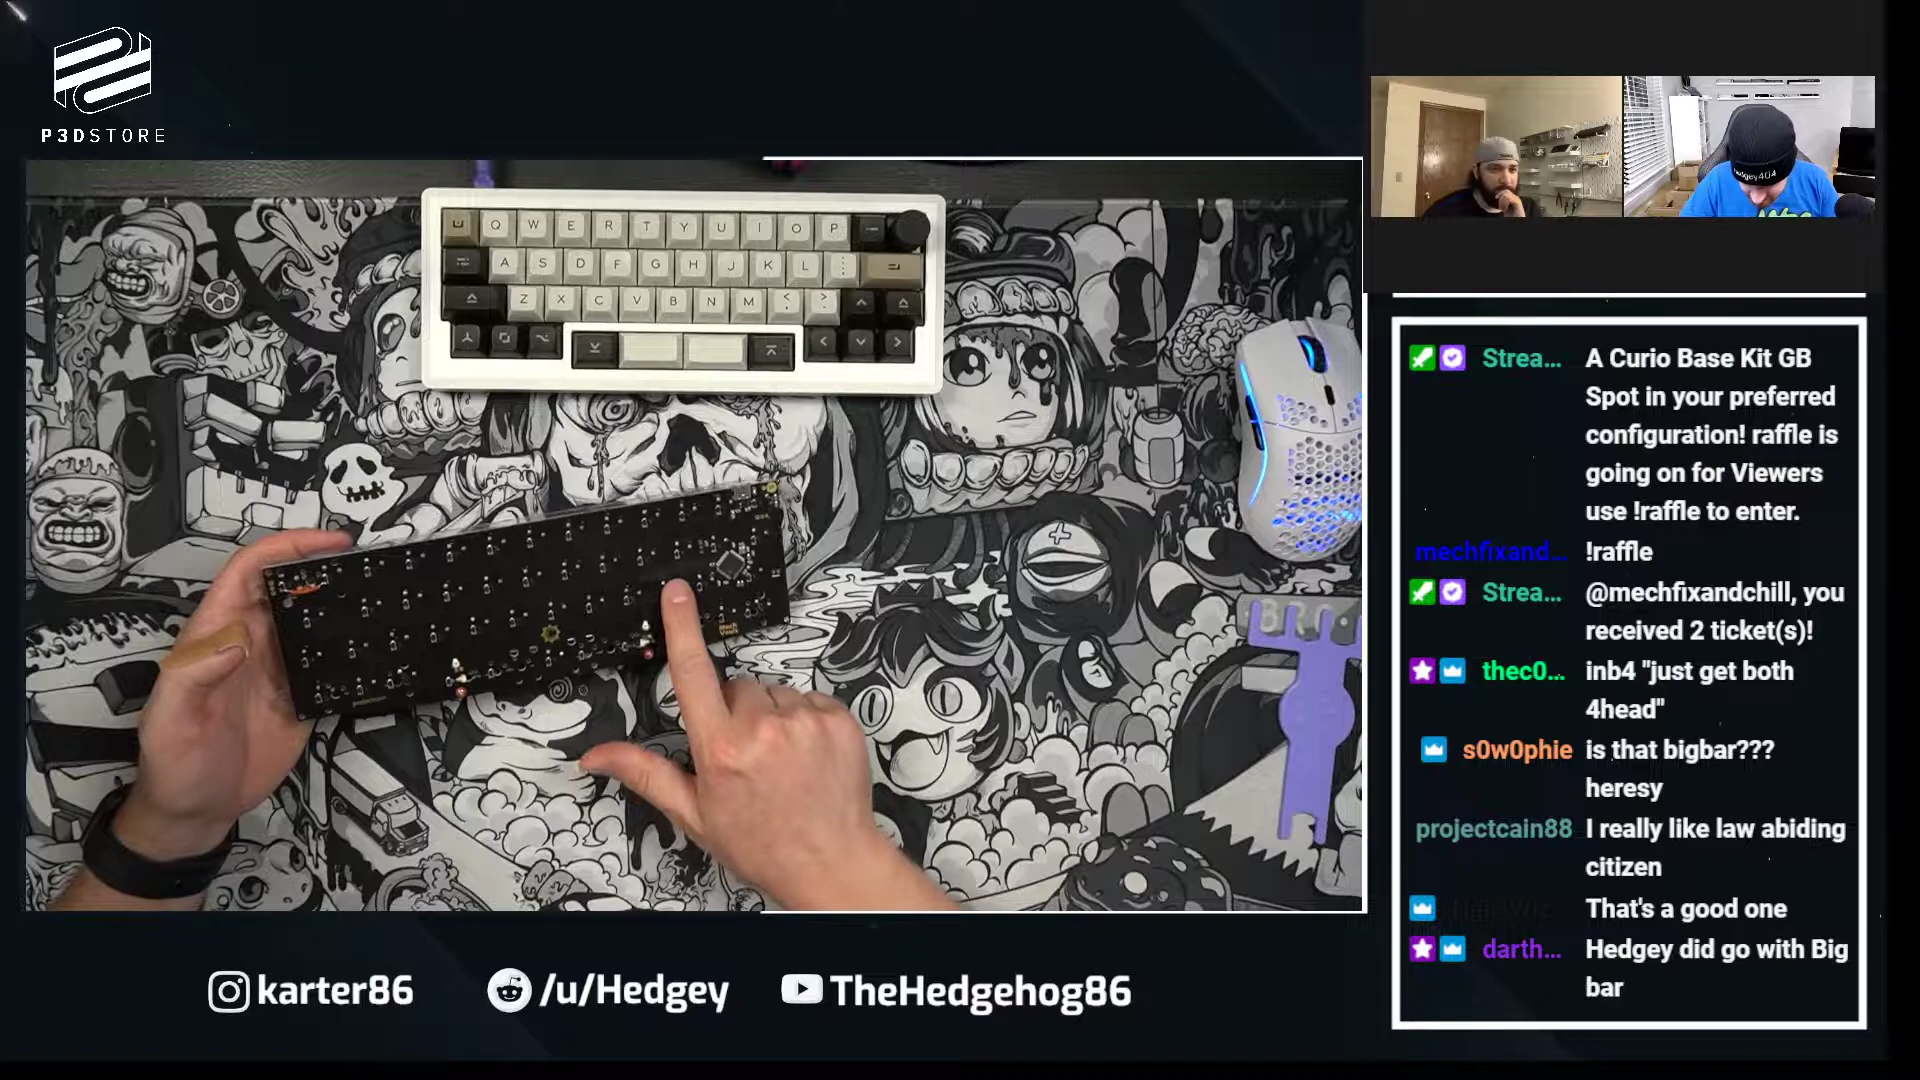 P3DSTORE
hedgey404
Q W E R T Y U I O P
A S D F G H J K L
Z X C V B N M < >
Strea... A Curio Base Kit GB
Spot in your preferred
configuration! raffle is
going on for Viewers
use !raffle to enter.
mechfixand... !raffle
Strea... @mechfixandchill, you
received 2 ticket(s)!
thec0... inb4 "just get both
4head"
s0w0phie is that bigbar???
heresy
projectcain88 I really like law abiding
citizen
That's a good one
darth... Hedgey did go with Big
bar
karter86
/u/Hedgey
TheHedgehog86